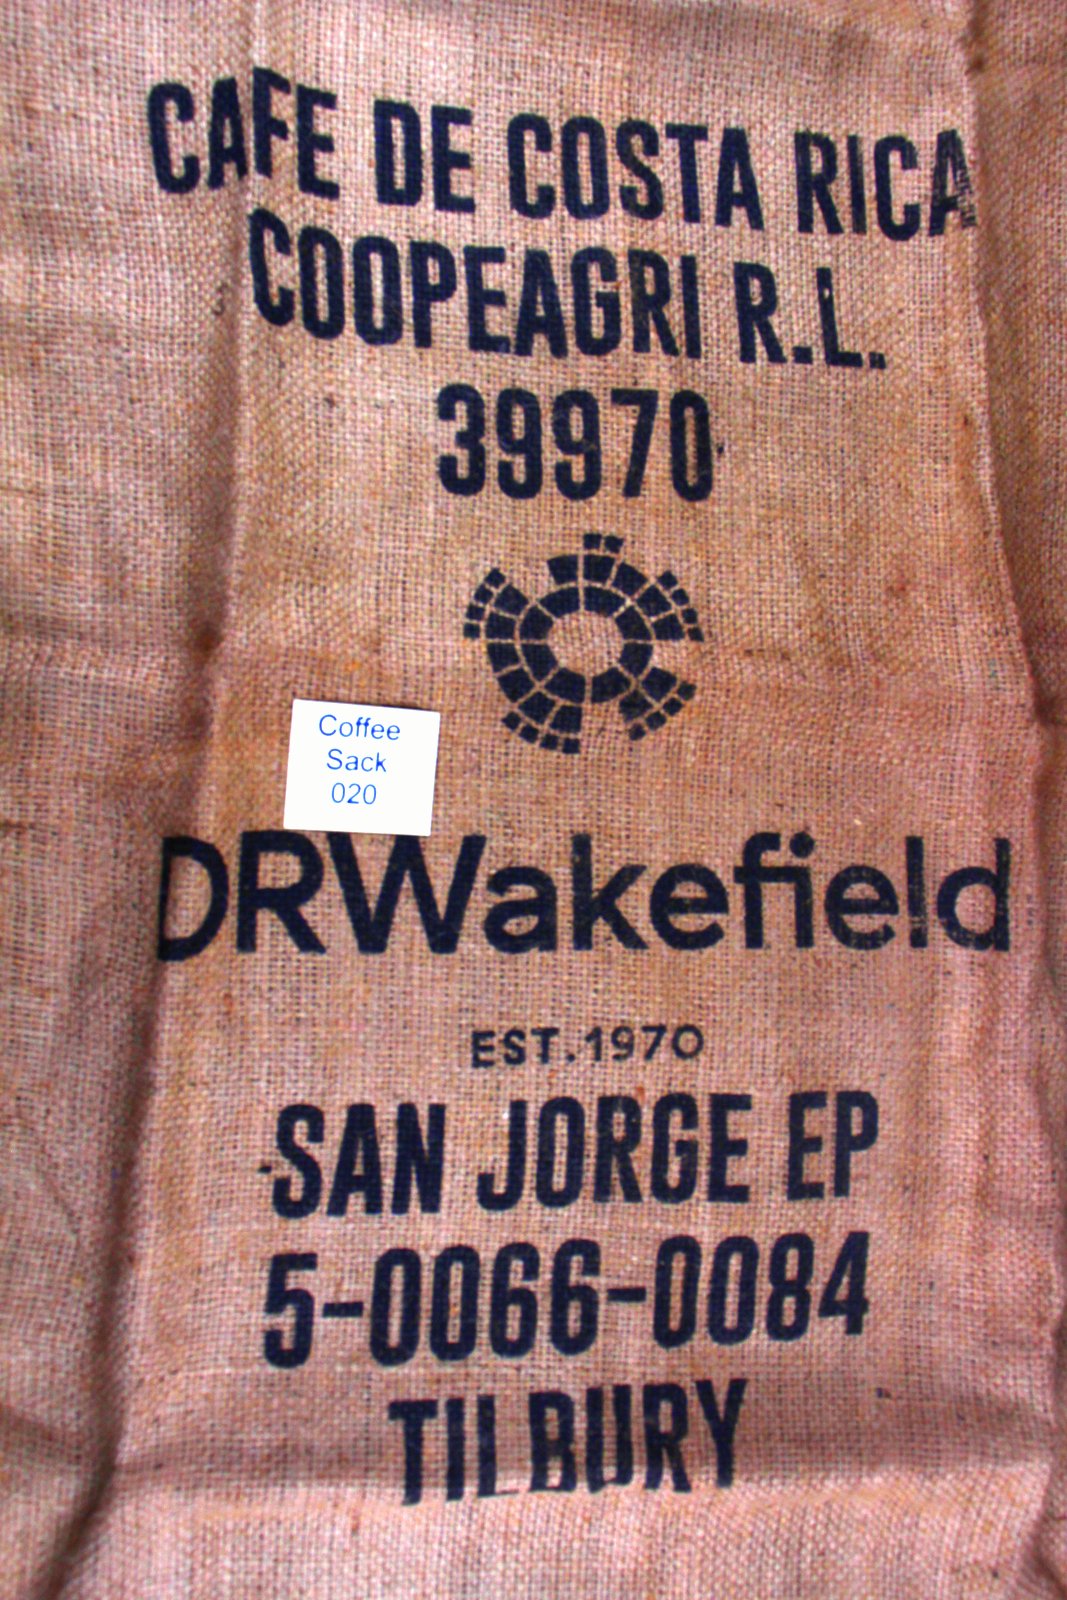 CAFE DE COSTA RICA
COOPEAGRI R.L.
39970
Coffee
Sack
020
DRWakefield
EST.1970
SAN JORGE EP
5-0066-0084
TILBURY